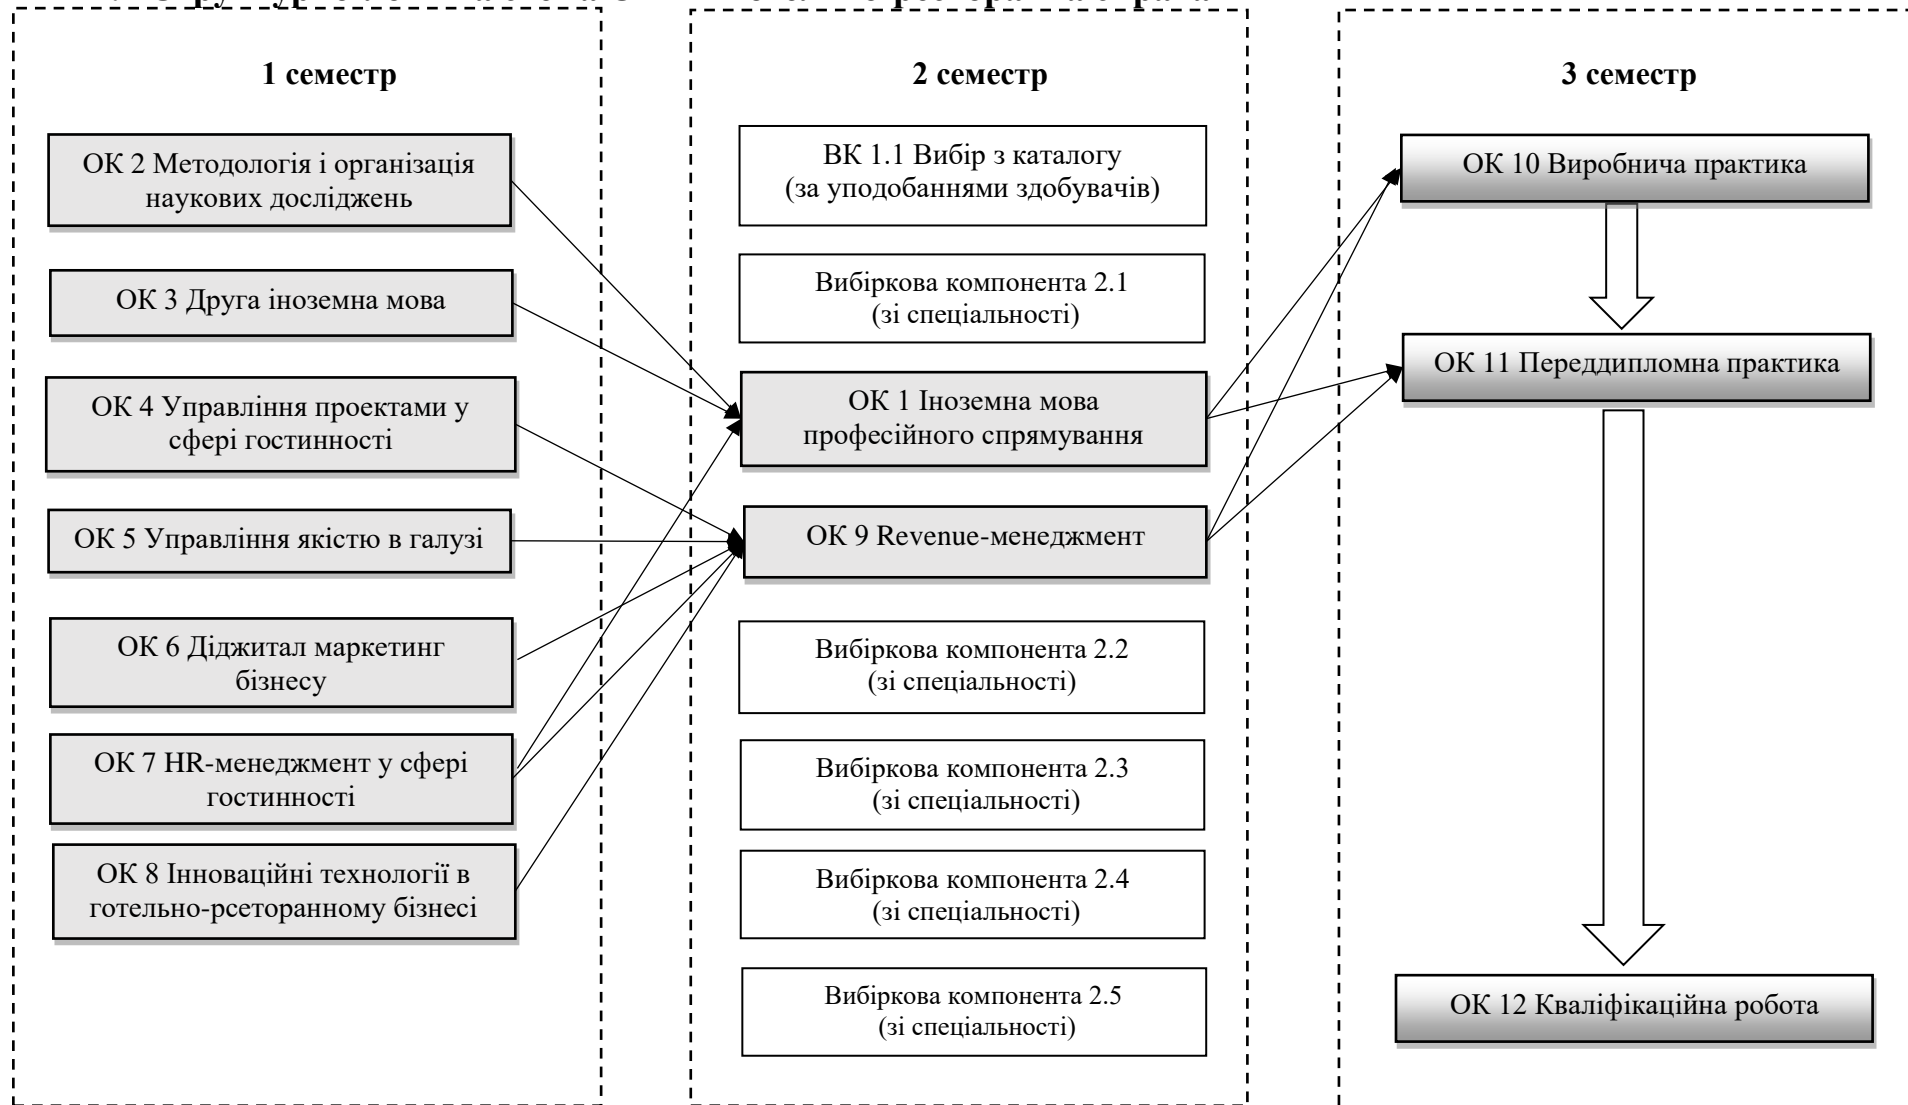 1 семестр
ОК 2 Методологія і організація
наукових досліджень
ОК 3 Друга іноземна мова
ОК 4 Управління проектами у
сфері гостинності
ОК 5 Управління якістю в галузі
ОК 6 Діджитал маркетинг
бізнесу
ОК 7 HR-менеджмент у сфері
гостинності
ОК 8 Інноваційні технології в
готельно-рсеторанному бізнесі
2 семестр
ВК 1.1 Вибір з каталогу
(за уподобаннями здобувачів)
Вибіркова компонента 2.1
(зі спеціальності)
ОК 1 Іноземна мова
професійного спрямування
ОК 9 Revenue-менеджмент
Вибіркова компонента 2.2
(зі спеціальності)
Вибіркова компонента 2.3
(зі спеціальності)
Вибіркова компонента 2.4
(зі спеціальності)
Вибіркова компонента 2.5
(зі спеціальності)
3 семестр
ОК 10 Виробнича практика
ОК 11 Переддипломна практика
ОК 12 Кваліфікаційна робота